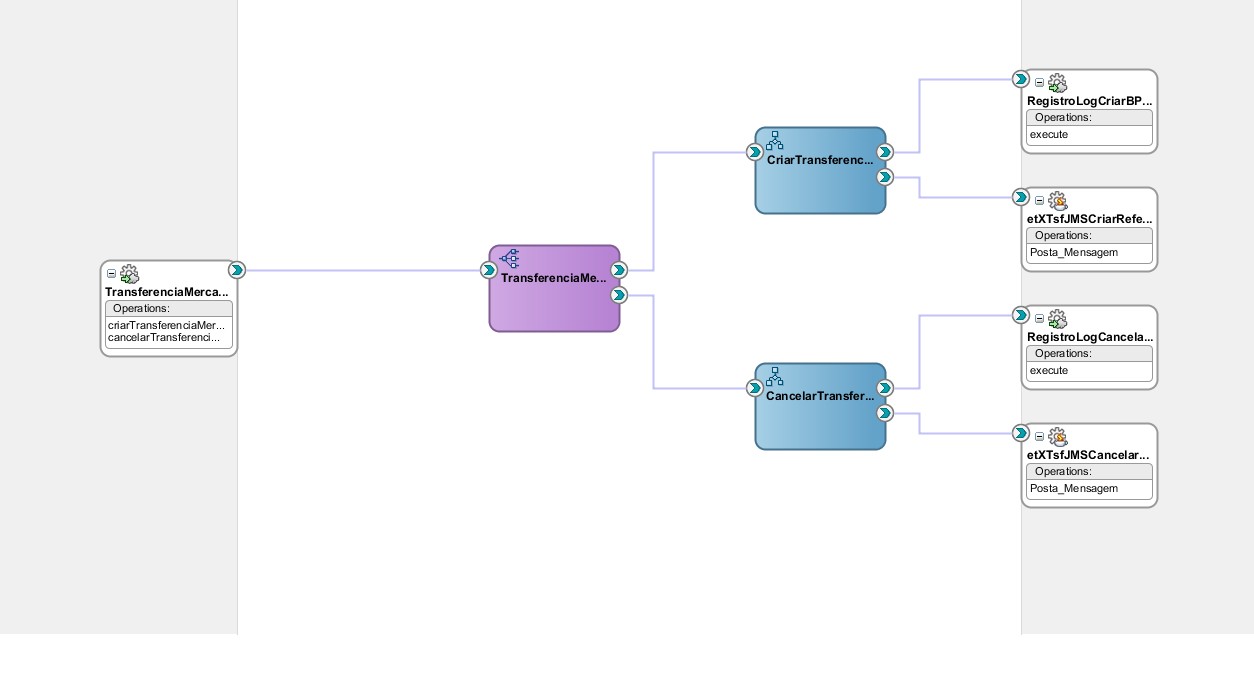 TransferenciaMerca...
Operations:
criarTransferenciaMer...
cancelarTransferenci...
TransferenciaMe...
CriarTransferenc...
CancelarTransfer...
RegistroLogCriarBP...
Operations:
execute
etXTsfJMSCriarRefe...
Operations:
Posta_Mensagem
RegistroLogCancela...
Operations:
execute
etXTsfJMSCancelar...
Operations:
Posta_Mensagem